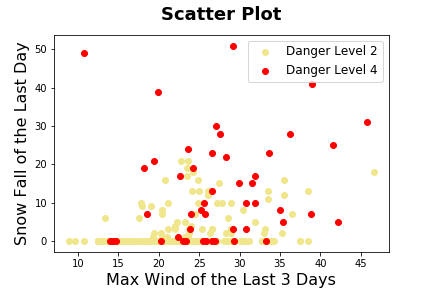 Scatter Plot
Danger Level 2
Danger Level 4
Snow Fall of the Last Day
50
40
30
20
10
0
10 15 20 25 30 35 40 45
Max Wind of the Last 3 Days